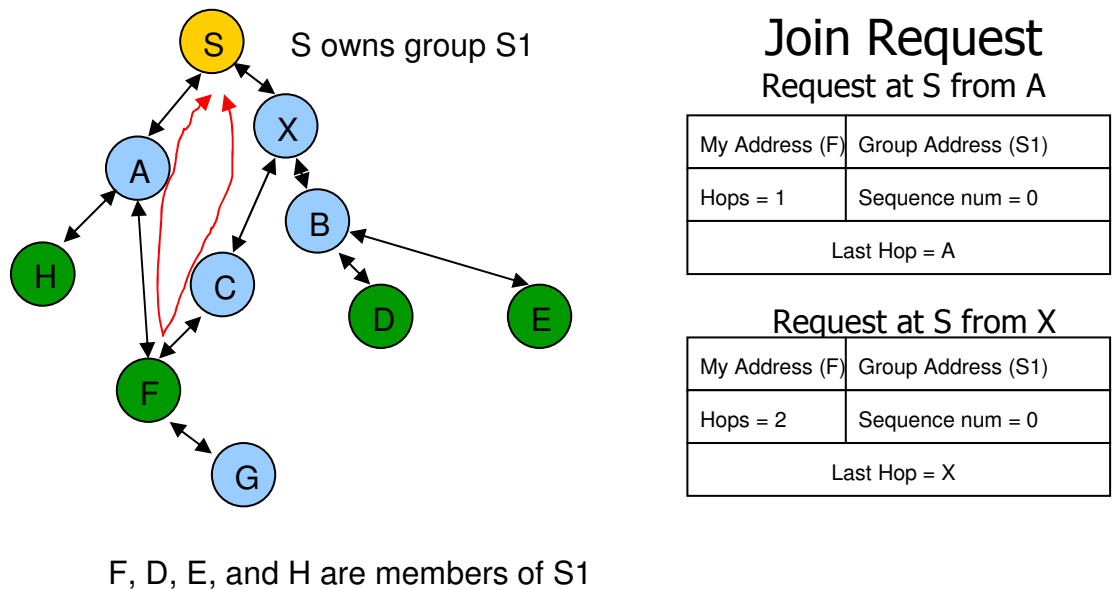 S
S owns group S1
X
A
B
H
C
D
E
F
G
F, D, E, and H are members of S1
Join Request
Request at S from A
My Address (F) Group Address (S1)
Hops = 1 Sequence num = 0
Last Hop = A
Request at S from X
My Address (F) Group Address (S1)
Hops = 2 Sequence num = 0
Last Hop = X